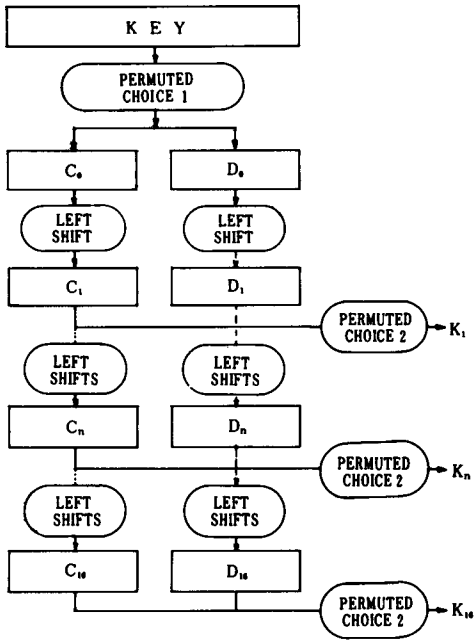 K E Y
PERMUTED
CHOICE 1
C₀ D₀
LEFT
SHIFT
LEFT
SHIFT
C₁ D₁
PERMUTED
CHOICE 2
K₁
LEFT
SHIFTS
LEFT
SHIFTS
Cₙ Dₙ
PERMUTED
CHOICE 2
Kₙ
LEFT
SHIFTS
LEFT
SHIFTS
C₁₆ D₁₆
PERMUTED
CHOICE 2
K₁₆